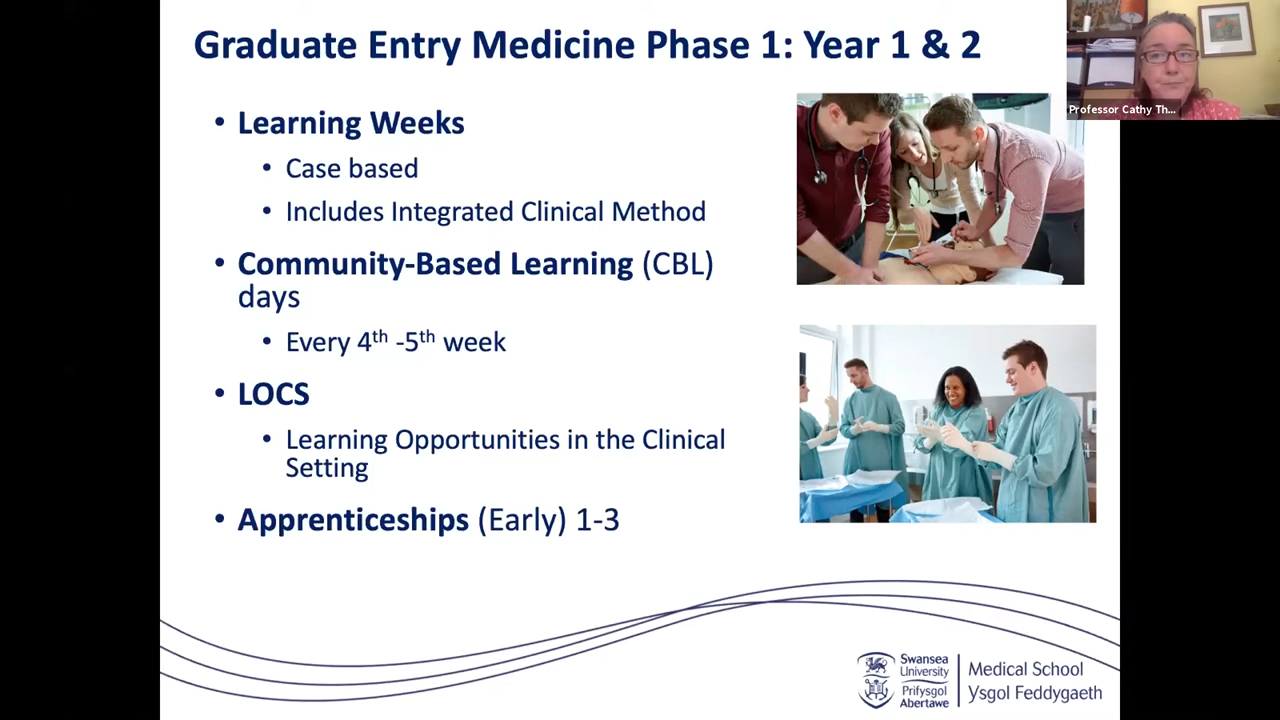 Graduate Entry Medicine Phase 1: Year 1 & 2
Professor Cathy Th...
• Learning Weeks
• Case based
• Includes Integrated Clinical Method
• Community-Based Learning (CBL)
days
• Every 4th -5th week
• LOCS
• Learning Opportunities in the Clinical
Setting
• Apprenticeships (Early) 1-3
Swansea
University
Prifysgol
Abertawe
Medical School
Ysgol Feddygaeth